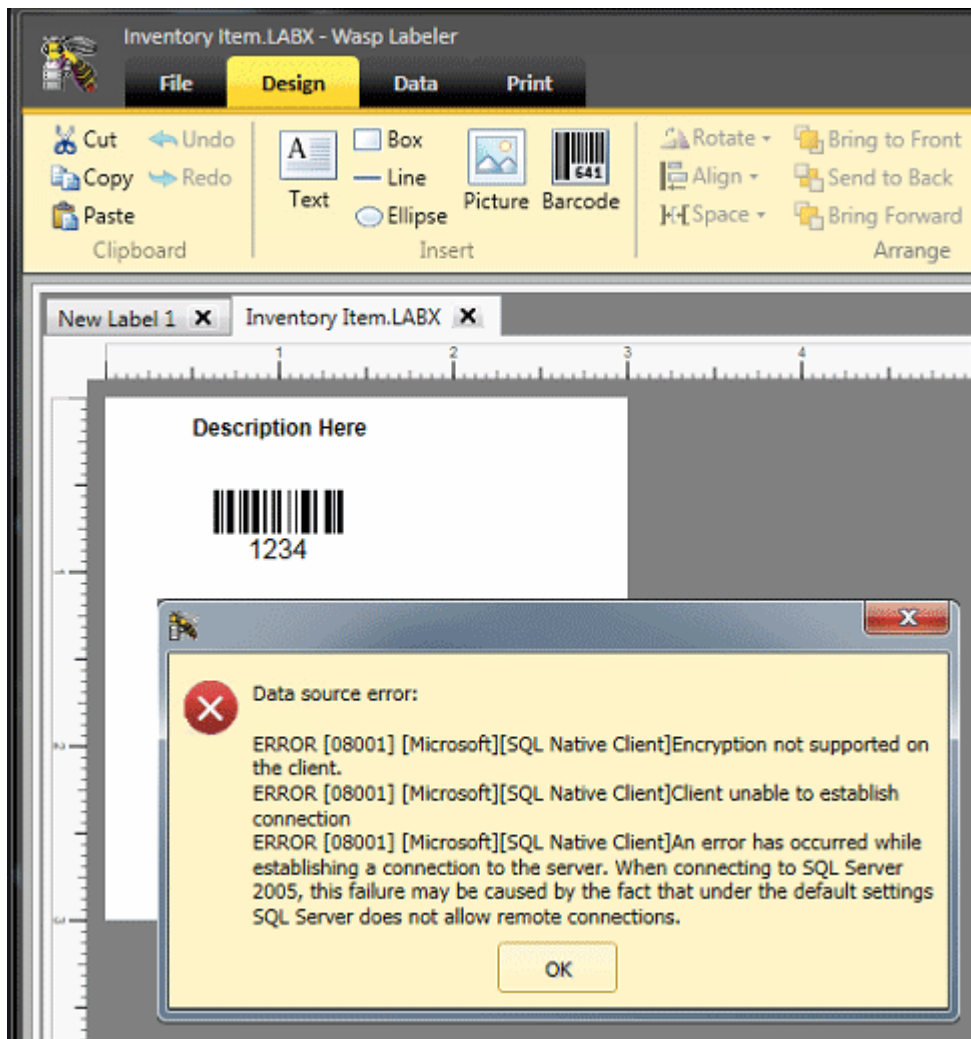 Inventory Item.LABX - Wasp Labeler
File Design Data Print
Cut Undo Box Rotate Bring to Front
Copy Redo Line Align Send to Back
Paste Text Ellipse Picture Barcode Space Bring Forward
641
Clipboard Insert Arrange
New Label 1 Inventory Item.LABX
1 2 3 4
Description Here
1234
1
2
3
Data source error:
ERROR [08001] [Microsoft][SQL Native Client]Encryption not supported on
the client.
ERROR [08001] [Microsoft][SQL Native Client]Client unable to establish
connection
ERROR [08001] [Microsoft][SQL Native Client]An error has occurred while
establishing a connection to the server. When connecting to SQL Server
2005, this failure may be caused by the fact that under the default settings
SQL Server does not allow remote connections.
OK